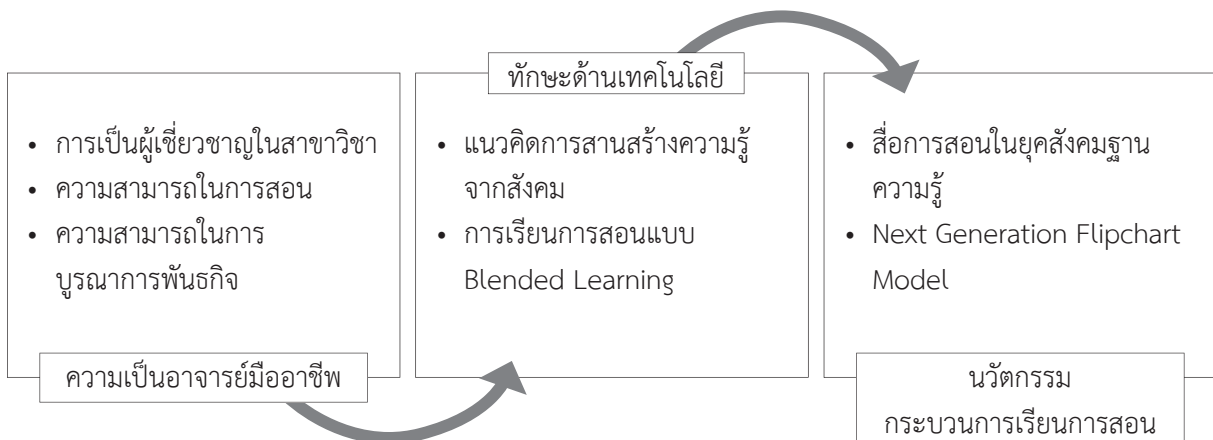 • การเป็นผู้เชี่ยวชาญในสาขาวิชา
• ความสามารถในการสอน
• ความสามารถในการ
บูรณาการพันธกิจ
ความเป็นอาจารย์มืออาชีพ
ทักษะด้านเทคโนโลยี
• แนวคิดการสานสร้างความรู้
จากสังคม
• การเรียนการสอนแบบ
Blended Learning
• สื่อการสอนในยุคสังคมฐาน
ความรู้
• Next Generation Flipchart
Model
นวัตกรรม
กระบวนการเรียนการสอน